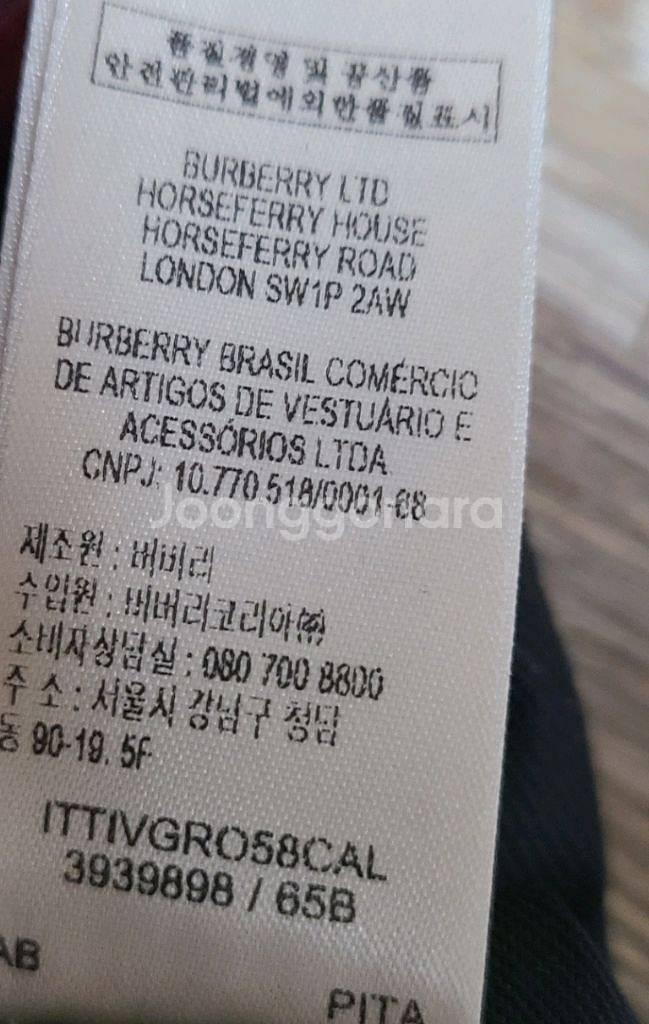 품질경영 및 공산품
안전관리법에의한품질표시
BURBERRY LTD
HORSEFERRY HOUSE
HORSEFERRY ROAD
LONDON SW1P 2AW
BURBERRY BRASIL COMÉRCIO
DE ARTIGOS DE VESTUÁRIO E
ACESSÓRIOS LTDA
CNPJ: 10.770.518/0001-68
Joonggonara
제조원 : 버버리
수입원 : 버버리코리아㈜
소비자상담실 : 080 700 8800
주 소 : 서울시 강남구 청담
동 90-19. 5F
ITTIVGRO58CAL
3939898 / 65B
AB
PITA